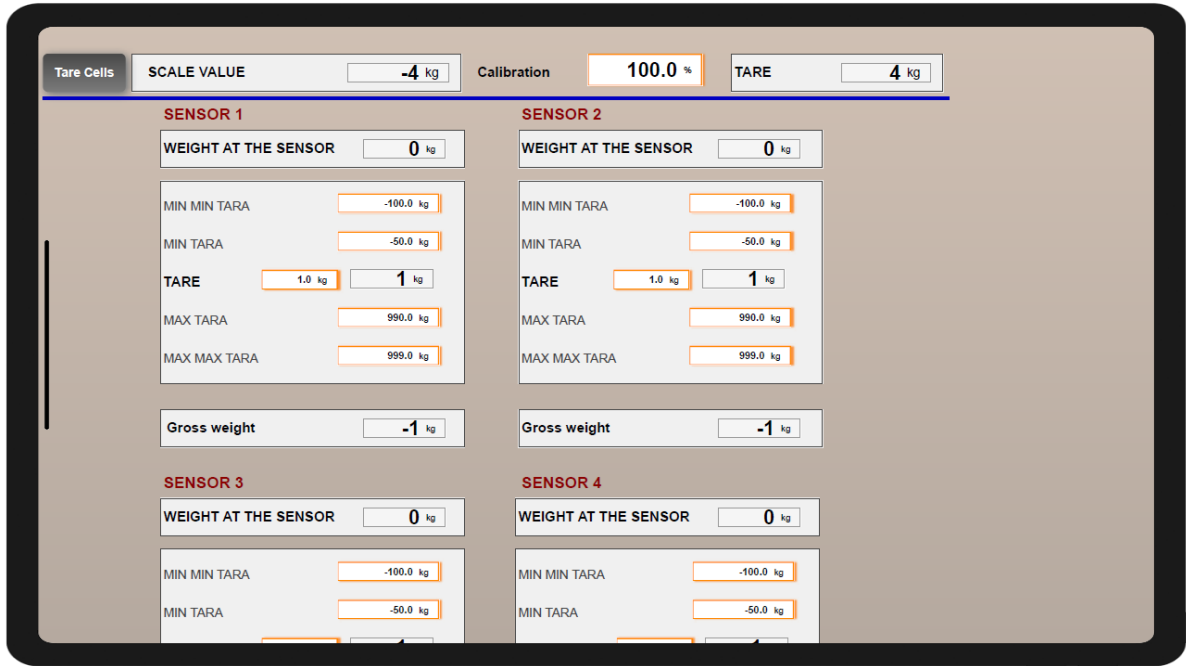 Tare Cells SCALE VALUE -4 kg Calibration 100.0 % TARE 4 kg
SENSOR 1 SENSOR 2
WEIGHT AT THE SENSOR 0 kg WEIGHT AT THE SENSOR 0 kg
MIN MIN TARA -100.0 kg MIN MIN TARA -100.0 kg
MIN TARA -50.0 kg MIN TARA -50.0 kg
TARE 1.0 kg 1 kg TARE 1.0 kg 1 kg
MAX TARA 990.0 kg MAX TARA 990.0 kg
MAX MAX TARA 999.0 kg MAX MAX TARA 999.0 kg
Gross weight -1 kg Gross weight -1 kg
SENSOR 3 SENSOR 4
WEIGHT AT THE SENSOR 0 kg WEIGHT AT THE SENSOR 0 kg
MIN MIN TARA -100.0 kg MIN MIN TARA -100.0 kg
MIN TARA -50.0 kg MIN TARA -50.0 kg